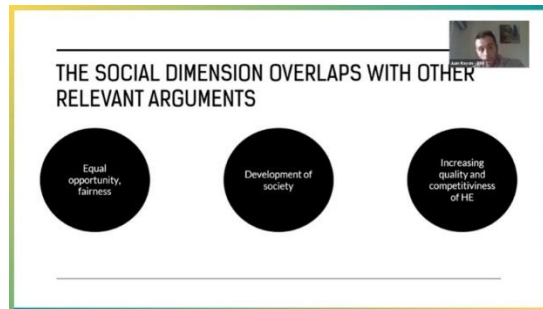 THE SOCIAL DIMENSION OVERLAPS WITH OTHER
RELEVANT ARGUMENTS
Equal
opportunity,
fairness
Development of
society
Increasing
quality and
competitiviness
of HE